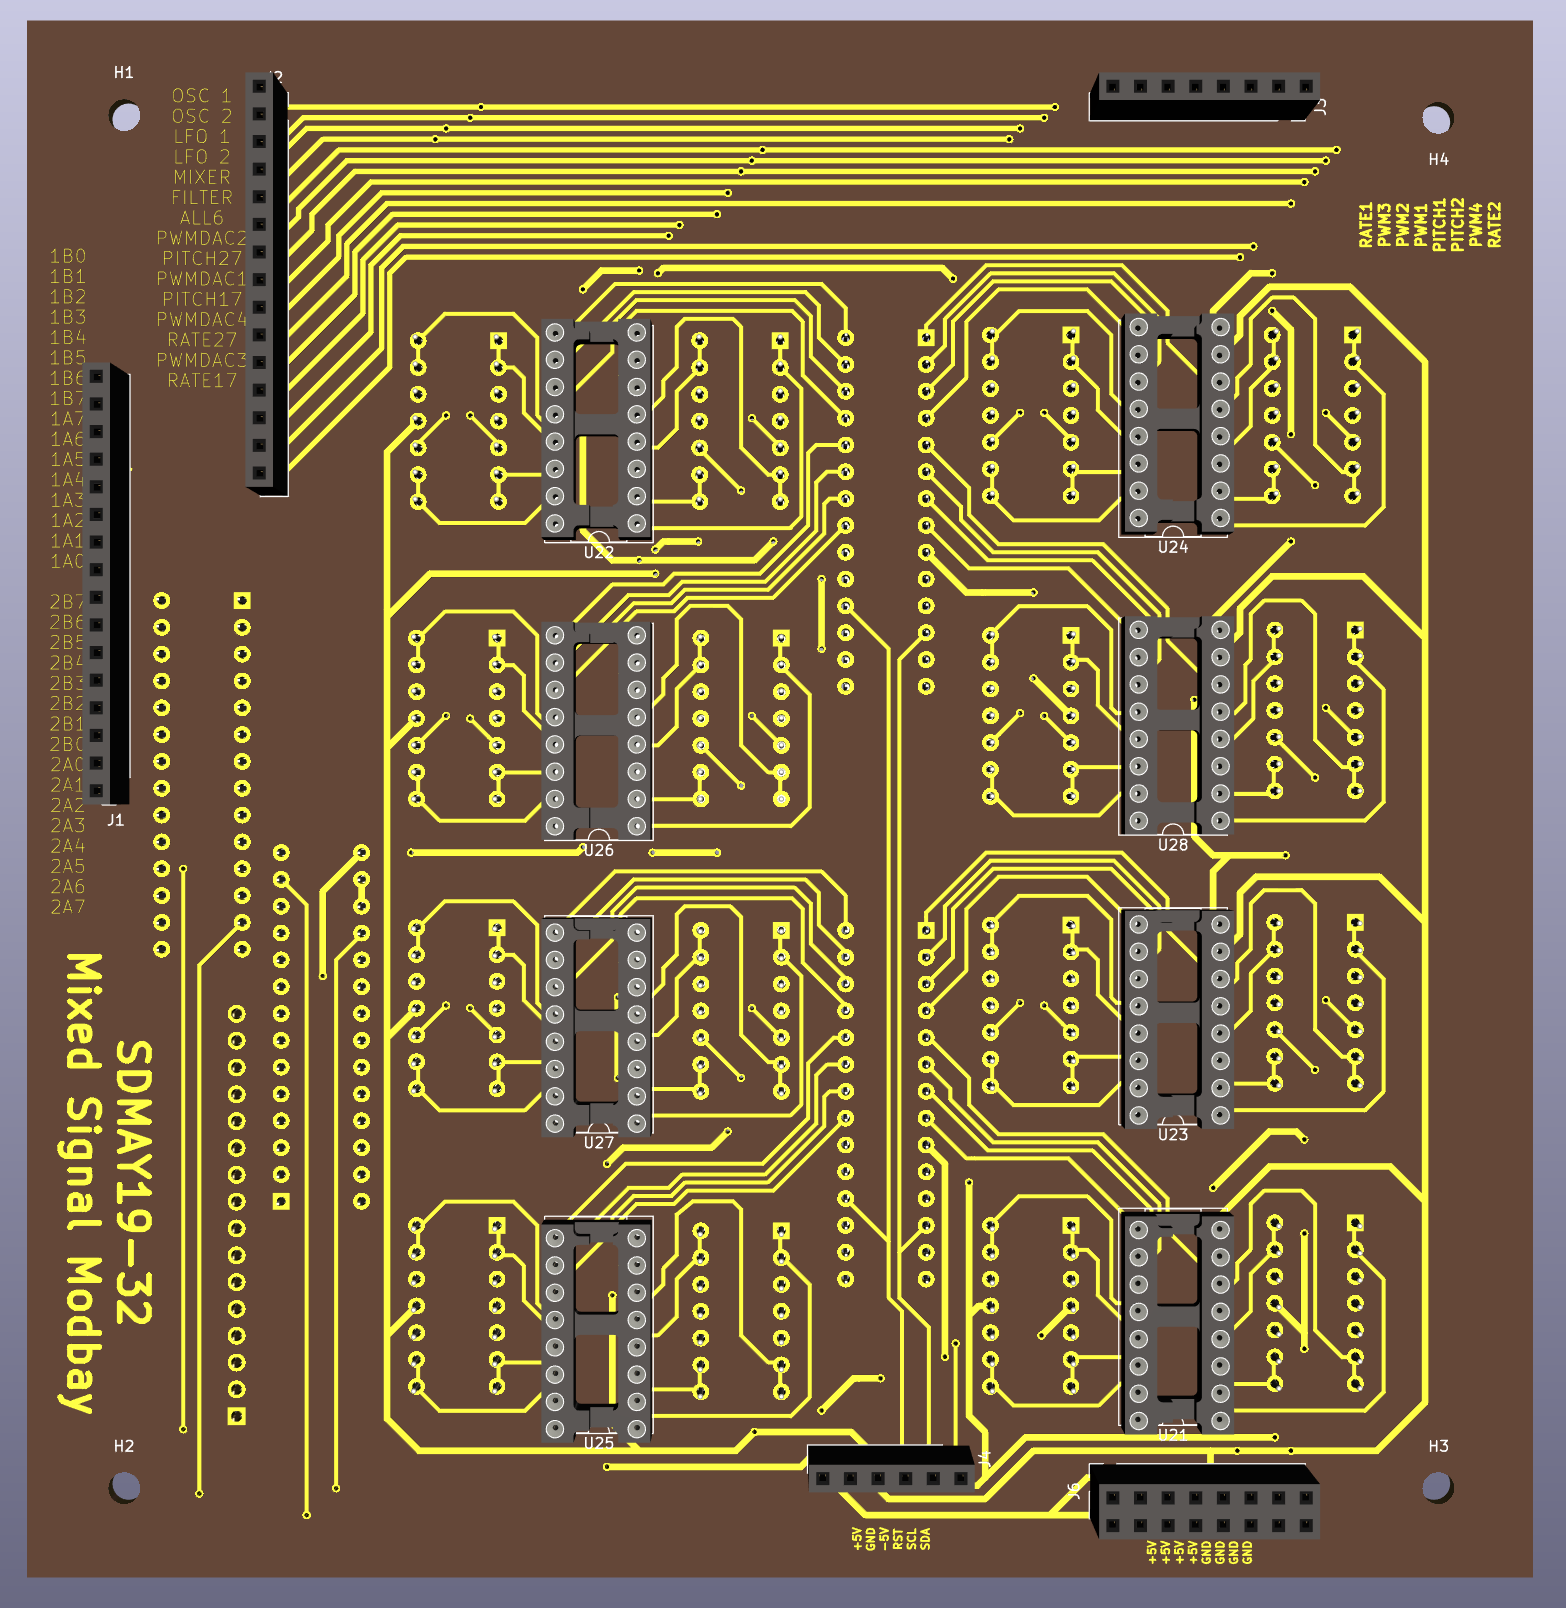 H1
J2
OSC 1
OSC 2
LFO 1
LFO 2
MIXER
FILTER
ALL6
PWMDAC2
PITCH27
PWMDAC1
PITCH17
PWMDAC4
RATE27
PWMDAC3
RATE17
J3
H4
RATE1
PWM3
PWM2
PWM1
PITCH1
PITCH2
PWM4
RATE2
1B0
1B1
1B2
1B3
1B4
1B5
1B6
1B7
1A7
1A6
1A5
1A4
1A3
1A2
1A1
1A0
2B7
2B6
2B5
2B4
2B3
2B2
2B1
2B0
2A0
2A1
2A2
2A3
2A4
2A5
2A6
2A7
J1
U22
U24
U26
U28
U27
U23
U25
U21
SDMAY19-32
Mixed Signal Modbay
H2
H3
J4
J6
+5V
GND
-5V
RST
SCL
SDA
+5V
+5V
+5V
+5V
GND
GND
GND
GND